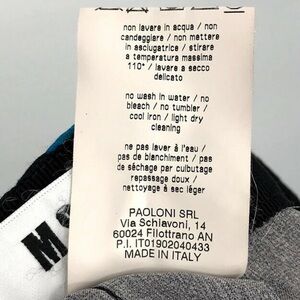 non lavare in acqua / non
candeggiare / non mettere
in asciugatrice / stirare
a temperatura massima
110° / lavare a secco
delicato
no wash in water / no
bleach / no tumbler /
cool iron / light dry
cleaning
ne pas laver à l'eau /
pas de blanchiment / pas
de séchage par culbutage
repassage doux /
nettoyage à sec léger
PAOLONI SRL
Via Schiavoni, 14
60024 Filottrano AN
P.I. IT01902040433
MADE IN ITALY
M